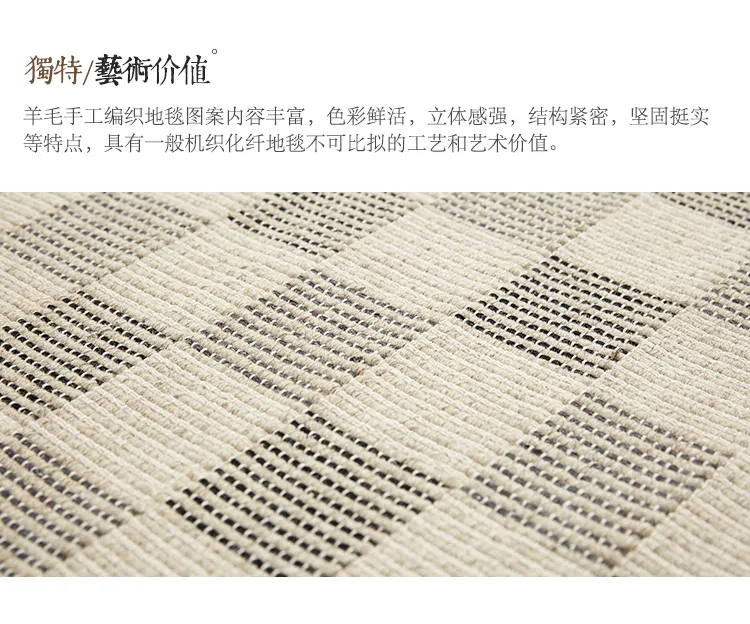 獨特/藝術价值。
羊毛手工编织地毯图案内容丰富，色彩鲜活，立体感强，结构紧密，坚固挺实
等特点，具有一般机织化纤地毯不可比拟的工艺和艺术价值。